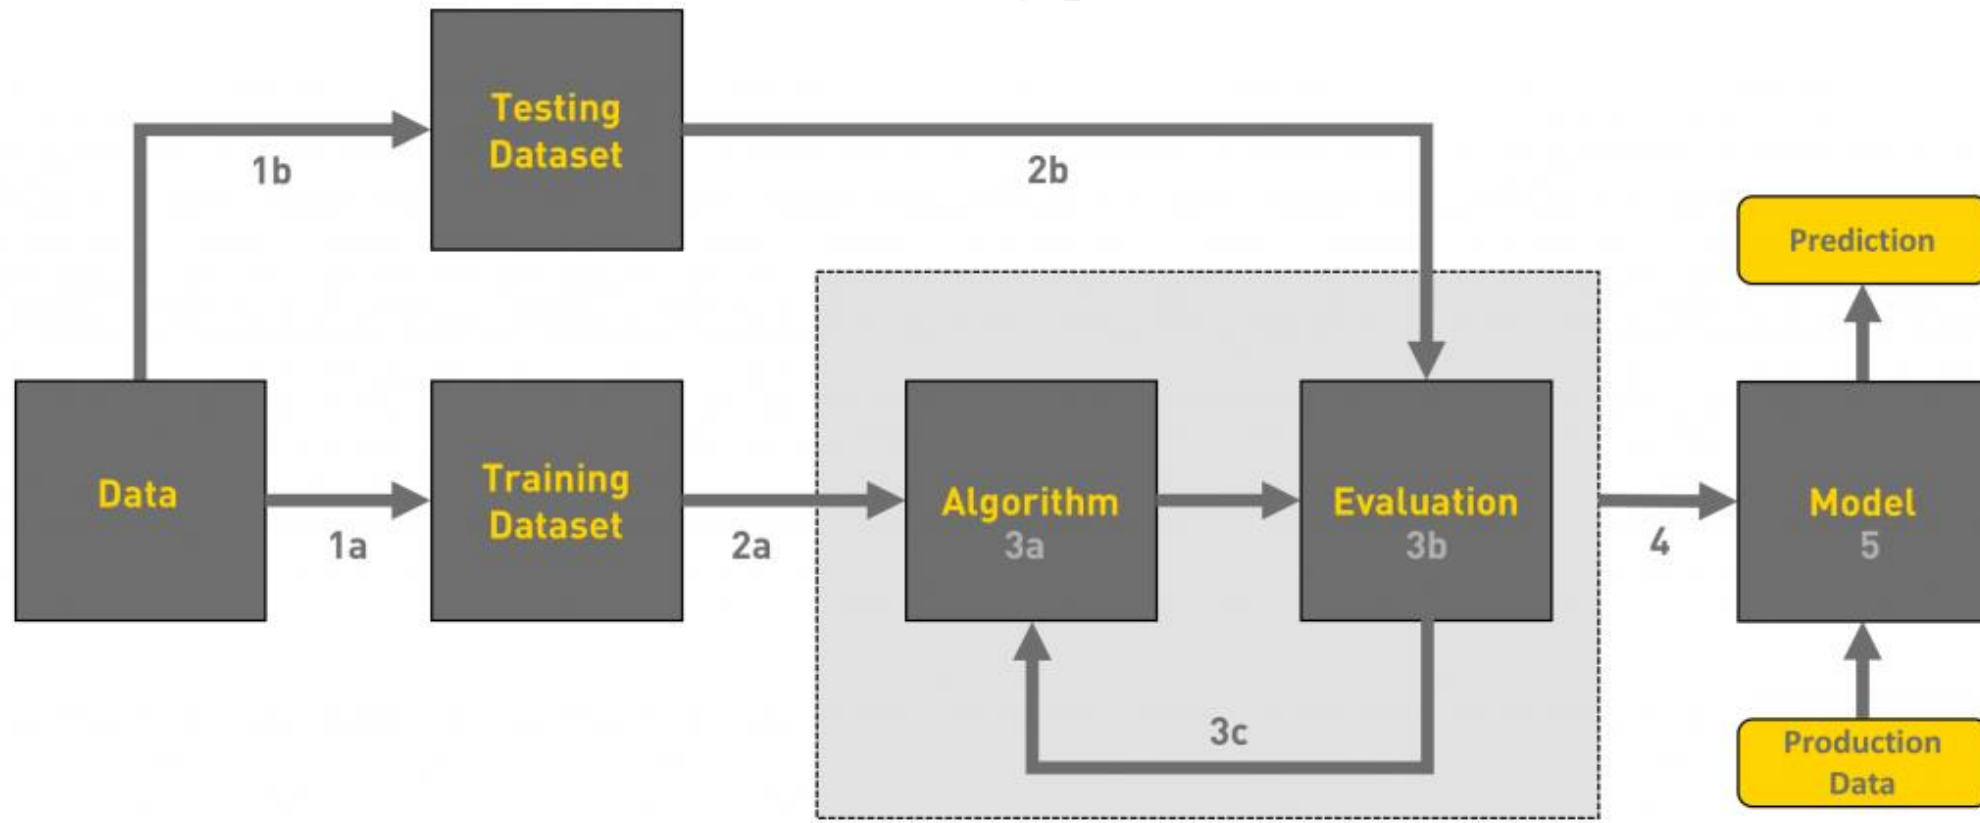 Testing
Dataset
1b
2b
Prediction
Data
1a
Training
Dataset
2a
Algorithm
3a
Evaluation
3b
4
Model
5
3c
Production
Data